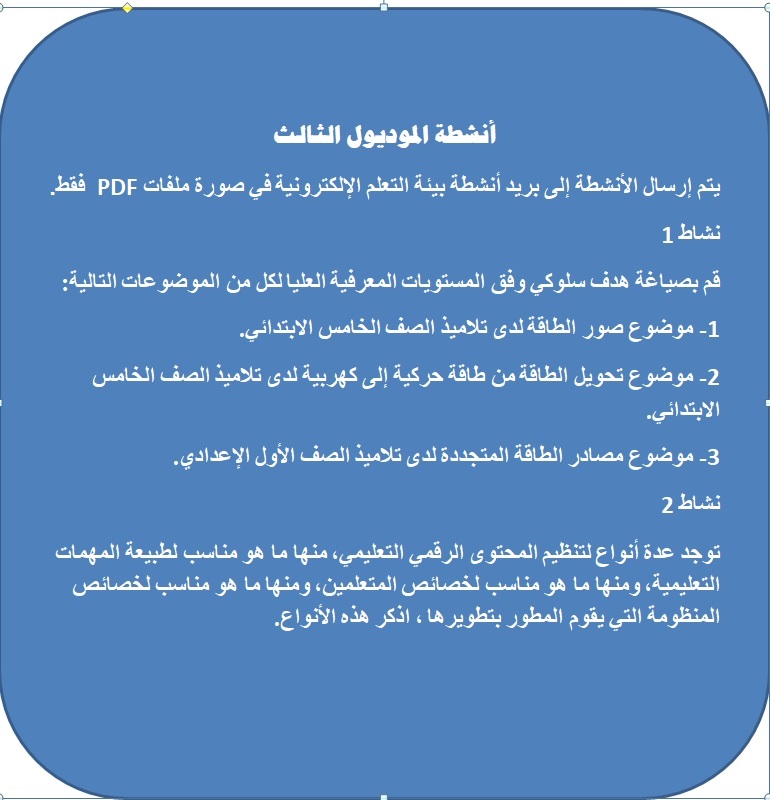 أنشطة الموديول الثالث
يتم إرسال الأنشطة إلى بريد أنشطة بيئة التعلم الإلكترونية في صورة ملفات PDF فقط.
نشاط 1
قم بصياغة هدف سلوكي وفق المستويات المعرفية العليا لكل من الموضوعات التالية:
1- موضوع صور الطاقة لدى تلاميذ الصف الخامس الابتدائي.
2- موضوع تحويل الطاقة من طاقة حركية إلى كهربية لدى تلاميذ الصف الخامس
الابتدائي.
3- موضوع مصادر الطاقة المتجددة لدى تلاميذ الصف الأول الإعدادي.
نشاط 2
توجد عدة أنواع لتنظيم المحتوى الرقمي التعليمي، منها ما هو مناسب لطبيعة المهمات
التعليمية، ومنها ما هو مناسب لخصائص المتعلمين، ومنها ما هو مناسب لخصائص
المنظومة التي يقوم المطور بتطويرها ، اذكر هذه الأنواع.